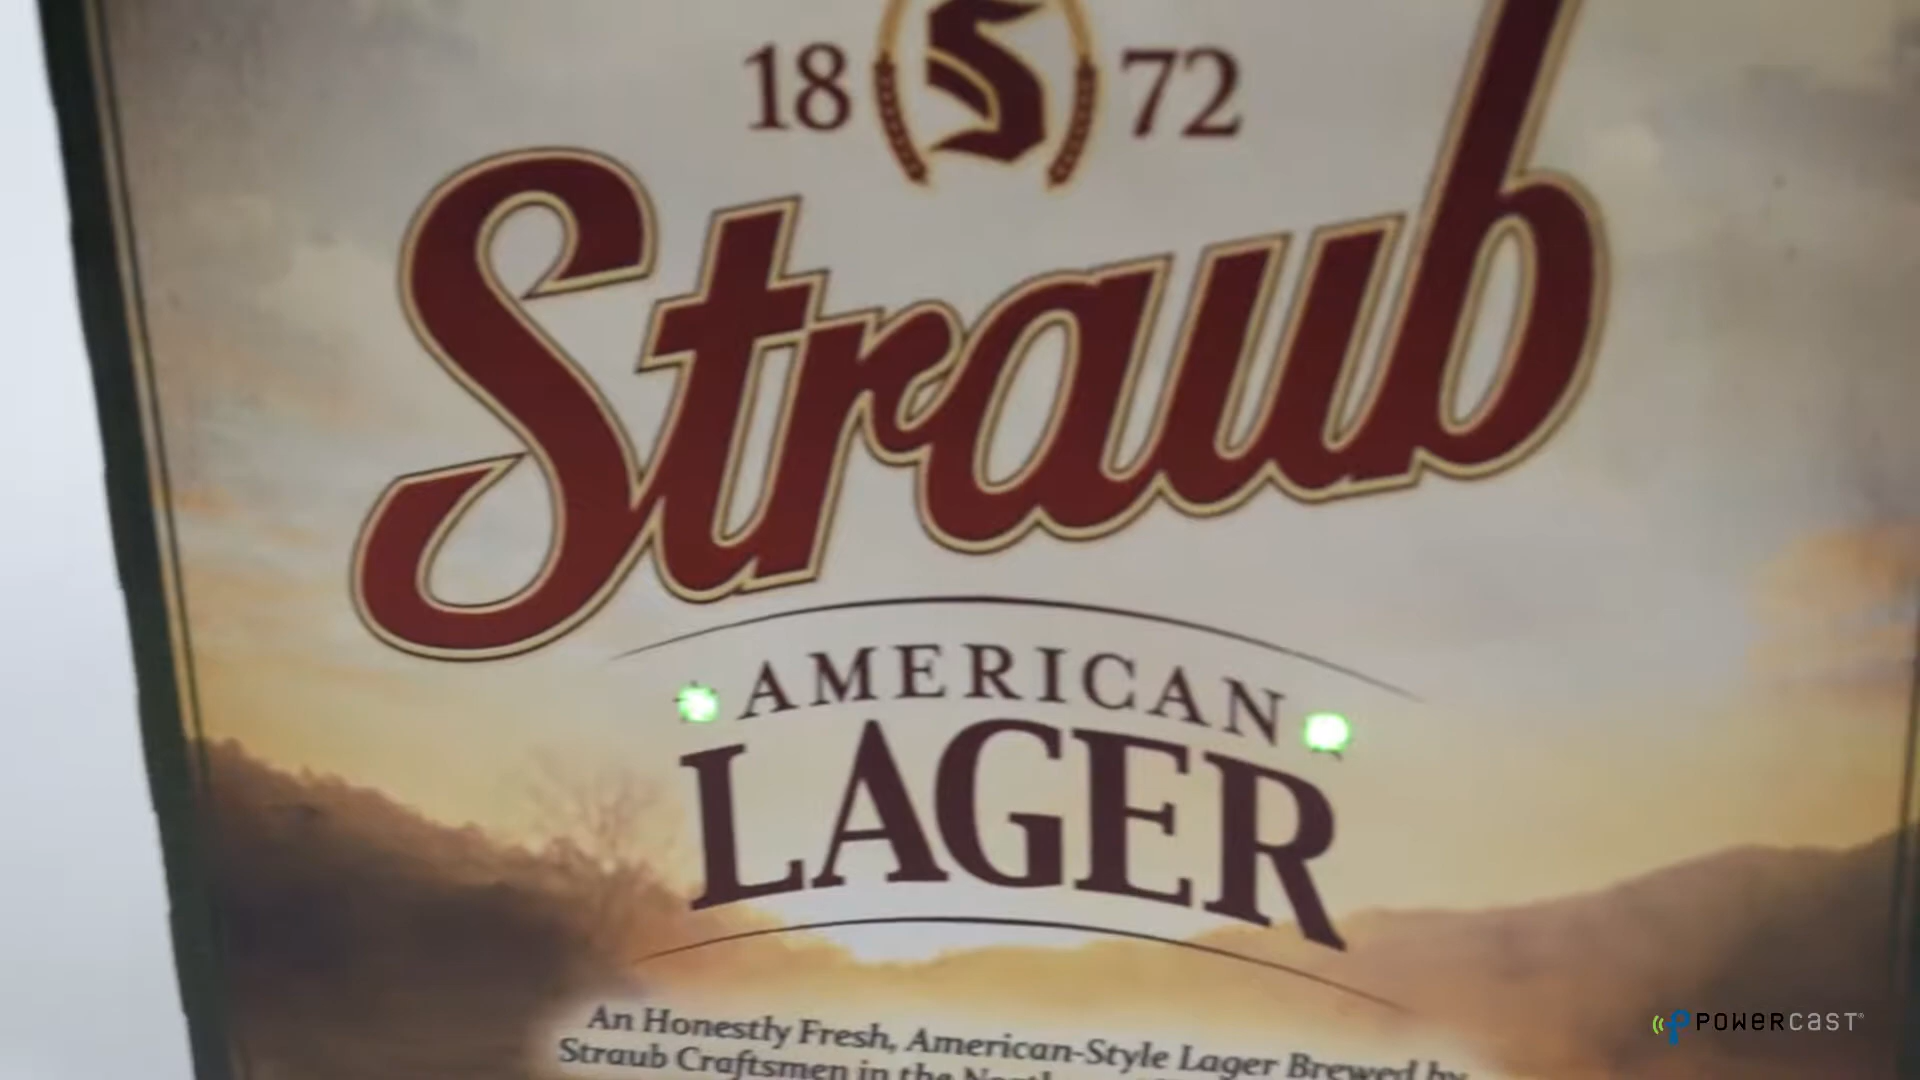 18 S 72
Straub
AMERICAN
LAGER
An Honestly Fresh, American-Style Lager Brewed by
Straub Craftsmen in the
POWERCAST